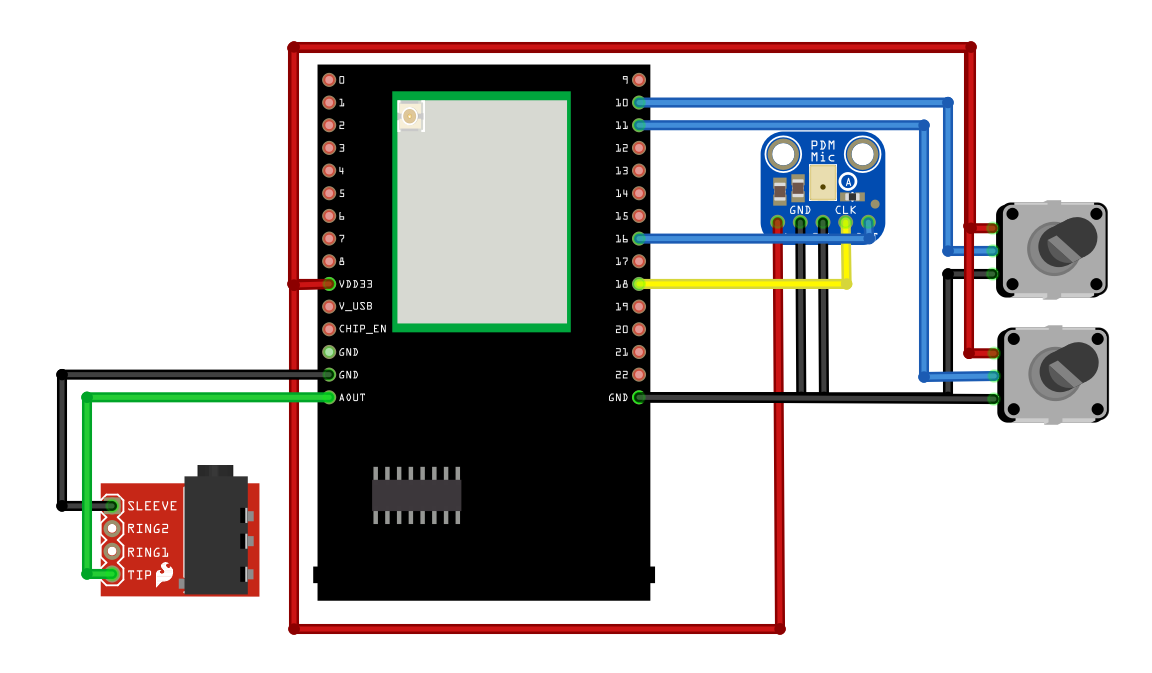 0
1
2
3
4
5
6
7
8
VDD33
V_USB
CHIP_EN
GND
GND
AOUT
9
10
11
12
13
14
15
16
17
18
19
20
21
22
GND
PDM
Mic
A
GND
CLK
SLEEVE
RING2
RING1
TIP